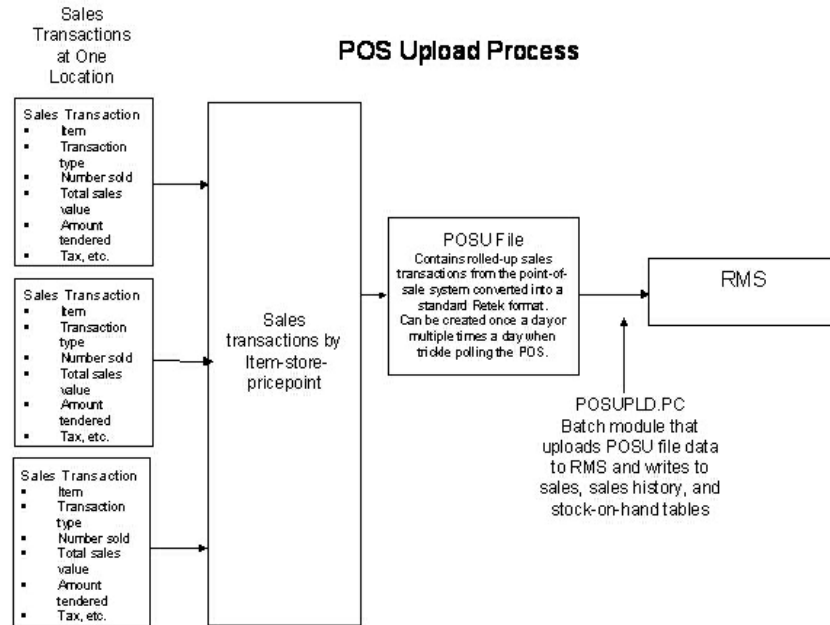 Sales
Transactions
at One
Location
POS Upload Process
Sales Transaction
▪ Item
▪ Transaction
type
▪ Number sold
▪ Total sales
value
▪ Amount
tendered
▪ Tax, etc.
Sales Transaction
▪ Item
▪ Transaction
type
▪ Number sold
▪ Total sales
value
▪ Amount
tendered
▪ Tax, etc.
Sales Transaction
▪ Item
▪ Transaction
type
▪ Number sold
▪ Total sales
value
▪ Amount
tendered
▪ Tax, etc.
Sales
transactions by
Item-store-
pricepoint
POSU File
Contains rolled-up sales
transactions from the point-of-
sale system converted into a
standard Retek format.
Can be created once a day or
multiple times a day when
trickle polling the POS.
RMS
POSUPLD.PC
Batch module that
uploads POSU file data
to RMS and writes to
sales, sales history, and
stock-on-hand tables